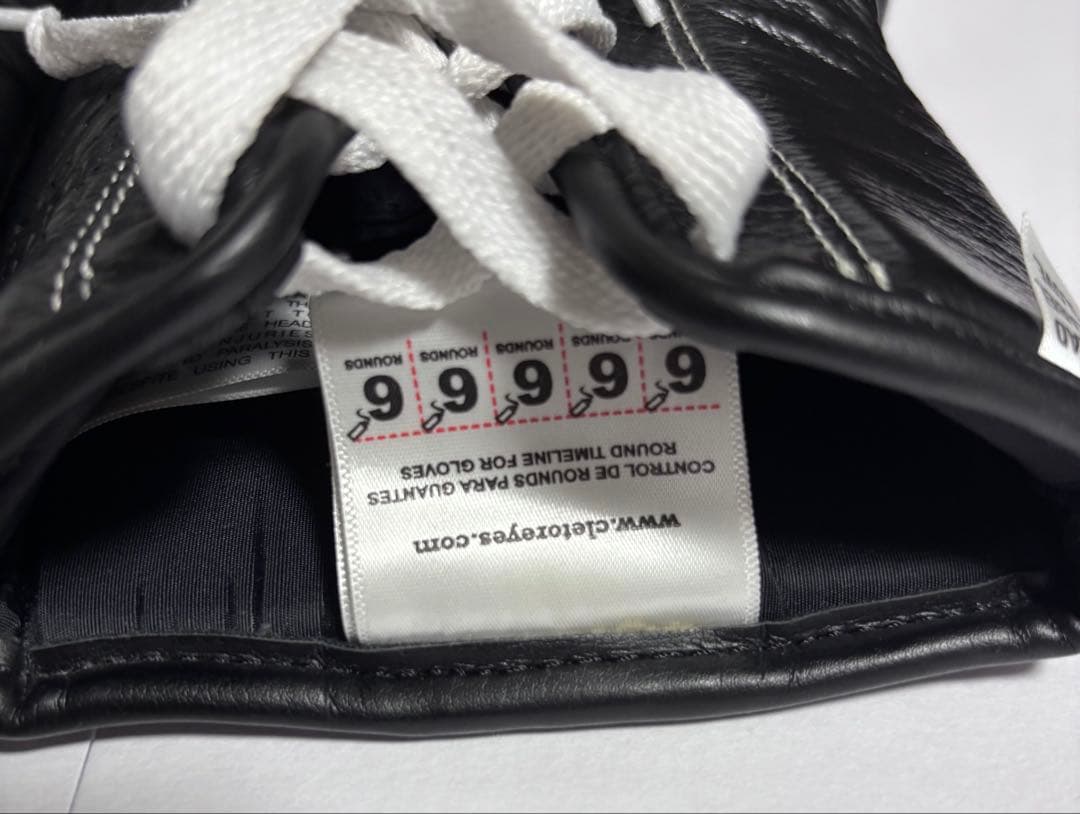 www.cletoreyes.com
CONTROL DE ROUNDS PARA GUANTES
ROUND TIMELINE FOR GLOVES
6 6 6 6 6
ROUNDS ROUNDS ROUNDS ROUNDS ROUNDS
HEAD
PARALYSIS
USING THIS